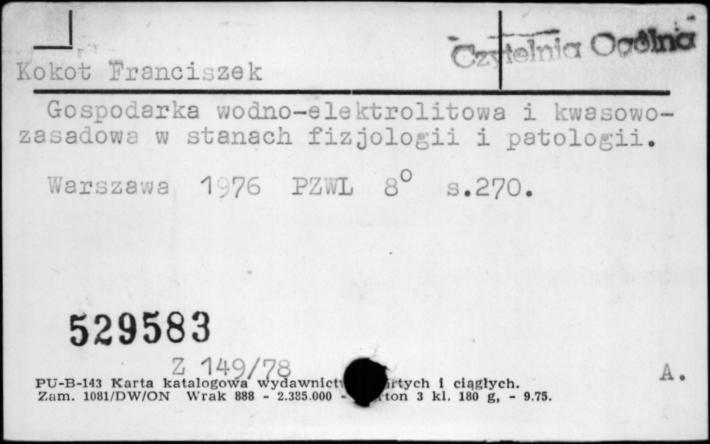 Czytelnia Ogólna
Kokot Franciszek
Gospodarka wodno-elektrolitowa i kwasowo-
zasadowa w stanach fizjologii i patologii.
Warszawa 1976 PZWL 8° s.270.
529583
Z 149/78
A.
PU-B-143 Karta katalogowa wydawnict rtych i ciągłych.
Zam. 1081/DW/ON Wrak 888 - 2.335.000 - rton 3 kl. 180 g, - 9.75.